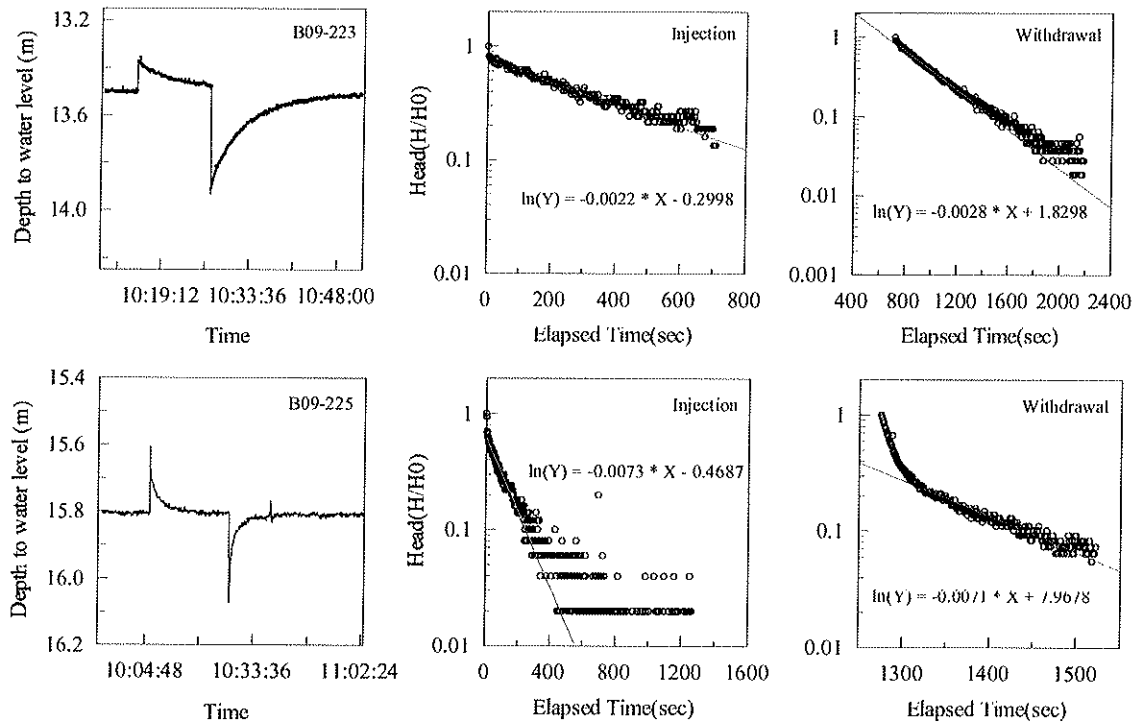 13.2
13.6
14.0
Depth to water level (m)
B09-223
10:19:12 10:33:36 10:48:00
Time
1
0.1
0.01
Head(H/H0)
Injection
ln(Y) = -0.0022 * X - 0.2998
0 200 400 600 800
Elapsed Time(sec)
1
0.1
0.01
0.001
Withdrawal
ln(Y) = -0.0028 * X + 1.8298
400 800 1200 1600 2000 2400
Elapsed Time(sec)
15.4
15.6
15.8
16.0
16.2
Depth to water level (m)
B09-225
10:04:48 10:33:36 11:02:24
Time
1
0.1
0.01
Head(H/H0)
Injection
ln(Y) = -0.0073 * X - 0.4687
0 400 800 1200 1600
Elapsed Time(sec)
1
0.1
0.01
Withdrawal
ln(Y) = -0.0071 * X + 7.9678
1300 1400 1500
Elapsed Time(sec)